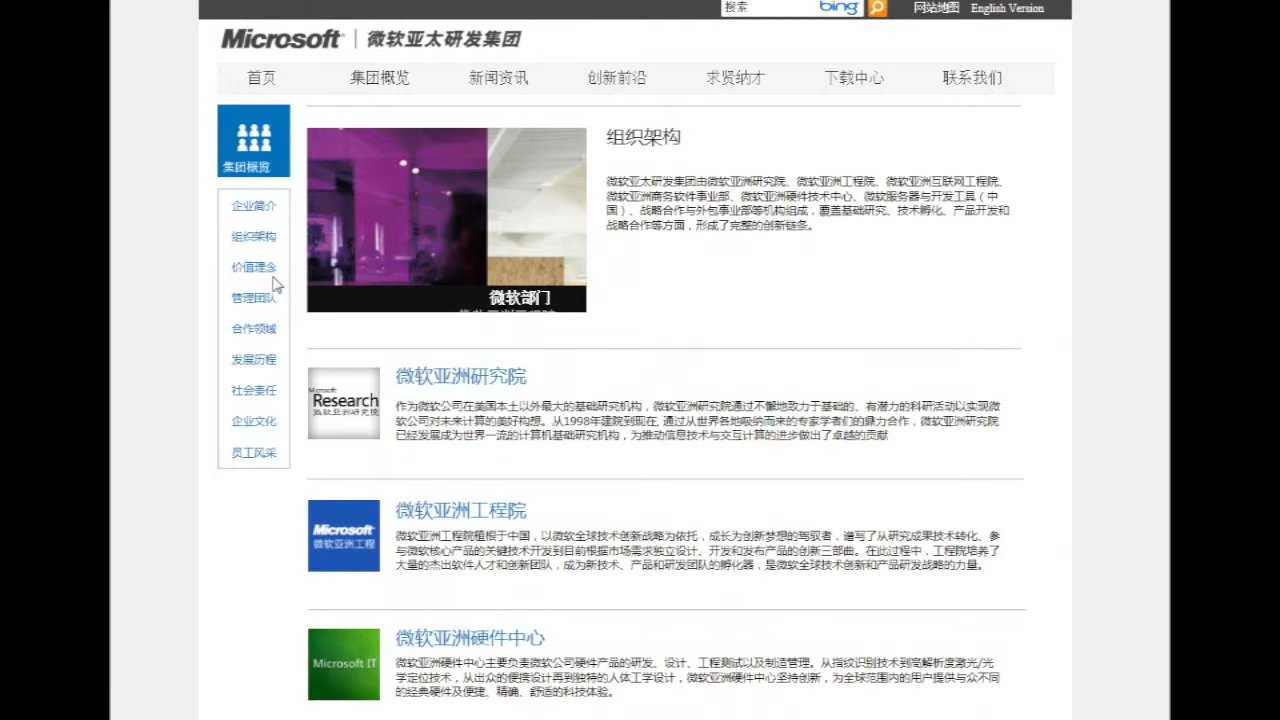 搜索 bing 网站地图 English Version
Microsoft | 微软亚太研发集团
首页 集团概览 新闻资讯 创新前沿 求贤纳才 下载中心 联系我们
集团概览
企业简介
组织架构
价值理念
管理团队
合作领域
发展历程
社会责任
企业文化
员工风采
微软部门
组织架构
微软亚太研发集团由微软亚洲研究院、微软亚洲工程院、微软亚洲互联网工程院、
微软亚洲商务软件事业部、微软亚洲硬件技术中心、微软服务器与开发工具（中
国）、战略合作与外包事业部等机构组成，覆盖基础研究、技术孵化、产品开发和
战略合作等方面，形成了完整的创新链条。
Microsoft
Research
微软亚洲研究院
微软亚洲研究院
作为微软公司在美国本土以外最大的基础研究机构，微软亚洲研究院通过不懈地致力于基础的、有潜力的科研活动以实现微
软公司对未来计算的美好构想。从1998年建院到现在, 通过从世界各地吸纳而来的专家学者们的鼎力合作，微软亚洲研究院
已经发展成为世界一流的计算机基础研究机构，为推动信息技术与交互计算的进步做出了卓越的贡献
Microsoft
微软亚洲工程
微软亚洲工程院
微软亚洲工程院植根于中国，以微软全球技术创新战略为依托，成长为创新梦想的驾驭者，谱写了从研究成果技术转化、参
与微软核心产品的关键技术开发到目前根据市场需求独立设计、开发和发布产品的创新三部曲。在此过程中，工程院培养了
大量的杰出软件人才和创新团队，成为新技术、产品和研发团队的孵化器，是微软全球技术创新和产品研发战略的力量。
Microsoft IT
微软亚洲硬件中心
微软亚洲硬件中心主要负责微软公司硬件产品的研发、设计、工程测试以及制造管理。从指纹识别技术到高解析度激光/光
学定位技术，从出众的便携设计再到独特的人体工学设计，微软亚洲硬件中心坚持创新，为全球范围内的用户提供与众不同
的经典硬件及便捷、精确、舒适的科技体验。